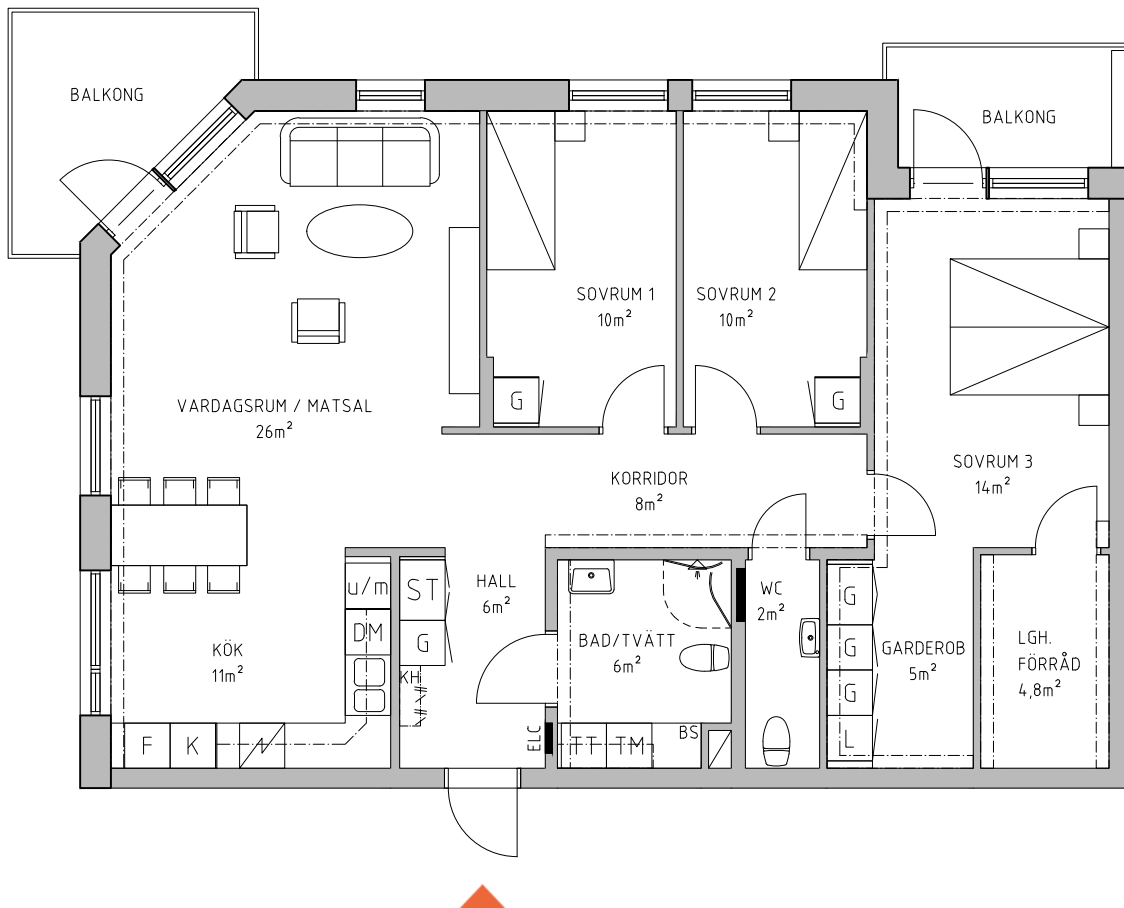 BALKONG
BALKONG
SOVRUM 1
10m²
SOVRUM 2
10m²
G
G
VARDAGSRUM / MATSAL
26m²
SOVRUM 3
14m²
KORRIDOR
8m²
u/m
ST
HALL
6m²
WC
2m²
G
DM
G
BAD/TVÄTT
6m²
G
GARDEROB
5m²
LGH.
FÖRRÅD
4,8m²
KÖK
11m²
KH
G
F
K
ELC
TT
TM
BS
L